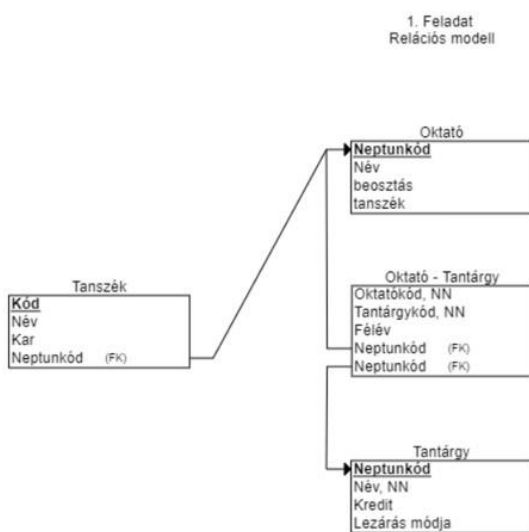 1. Feladat
Relációs modell
Oktató
Neptunkód
Név
beosztás
tanszék
Tanszék
Kód
Név
Kar
Neptunkód (FK)
Oktató - Tantárgy
Oktatókód, NN
Tantárgykód, NN
Félév
Neptunkód (FK)
Neptunkód (FK)
Tantárgy
Neptunkód
Név, NN
Kredit
Lezárás módja